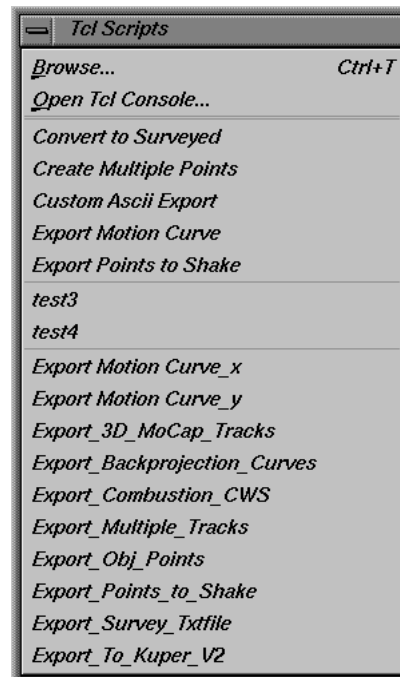 Tcl Scripts
Browse... Ctrl+T
Open Tcl Console...
Convert to Surveyed
Create Multiple Points
Custom Ascii Export
Export Motion Curve
Export Points to Shake
test3
test4
Export Motion Curve_x
Export Motion Curve_y
Export_3D_MoCap_Tracks
Export_Backprojection_Curves
Export_Combustion_CWS
Export_Multiple_Tracks
Export_Obj_Points
Export_Points_to_Shake
Export_Survey_Txtfile
Export_To_Kuper_V2